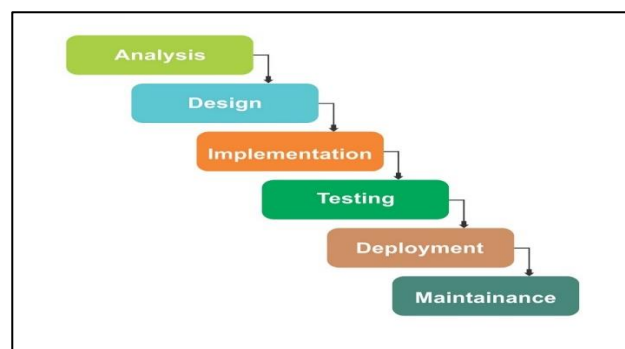 Analysis
Design
Implementation
Testing
Deployment
Maintainance